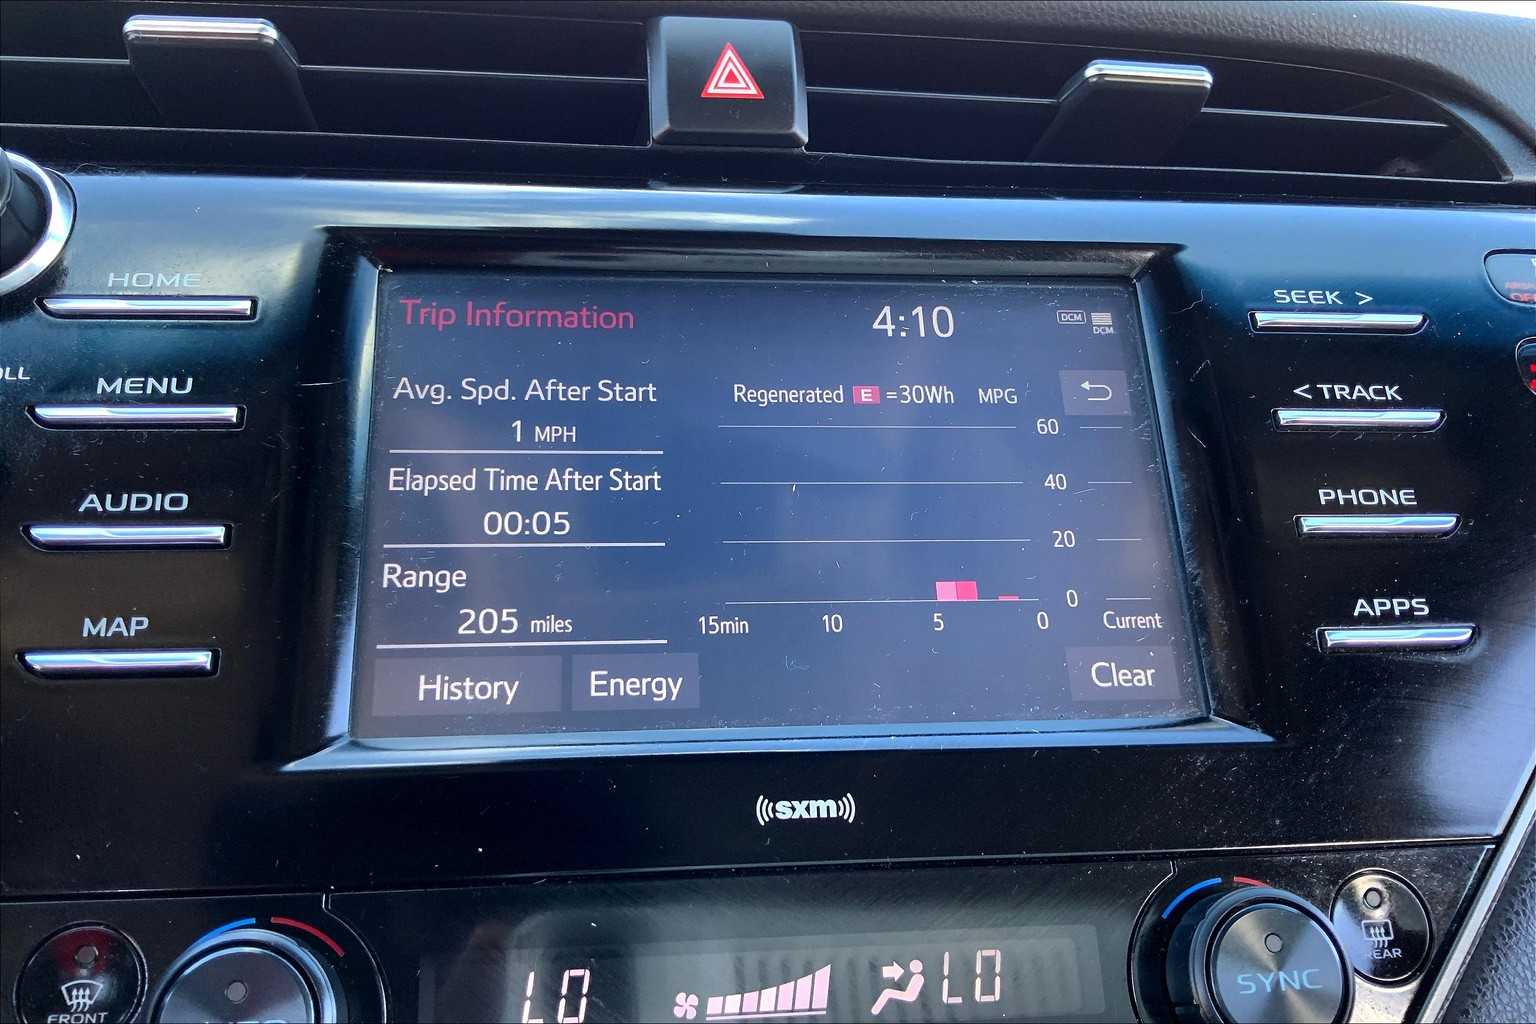 HOME
MENU
AUDIO
MAP
Trip Information
4:10
DCM
DCM
Avg. Spd. After Start
1 MPH
Elapsed Time After Start
00:05
Range
205 miles
History
Energy
Regenerated E =30Wh MPG
60
40
20
0
15min 10 5 0 Current
Clear
SEEK >
< TRACK
PHONE
APPS
((sxm))
FRONT
LO
LO
SYNC
REAR